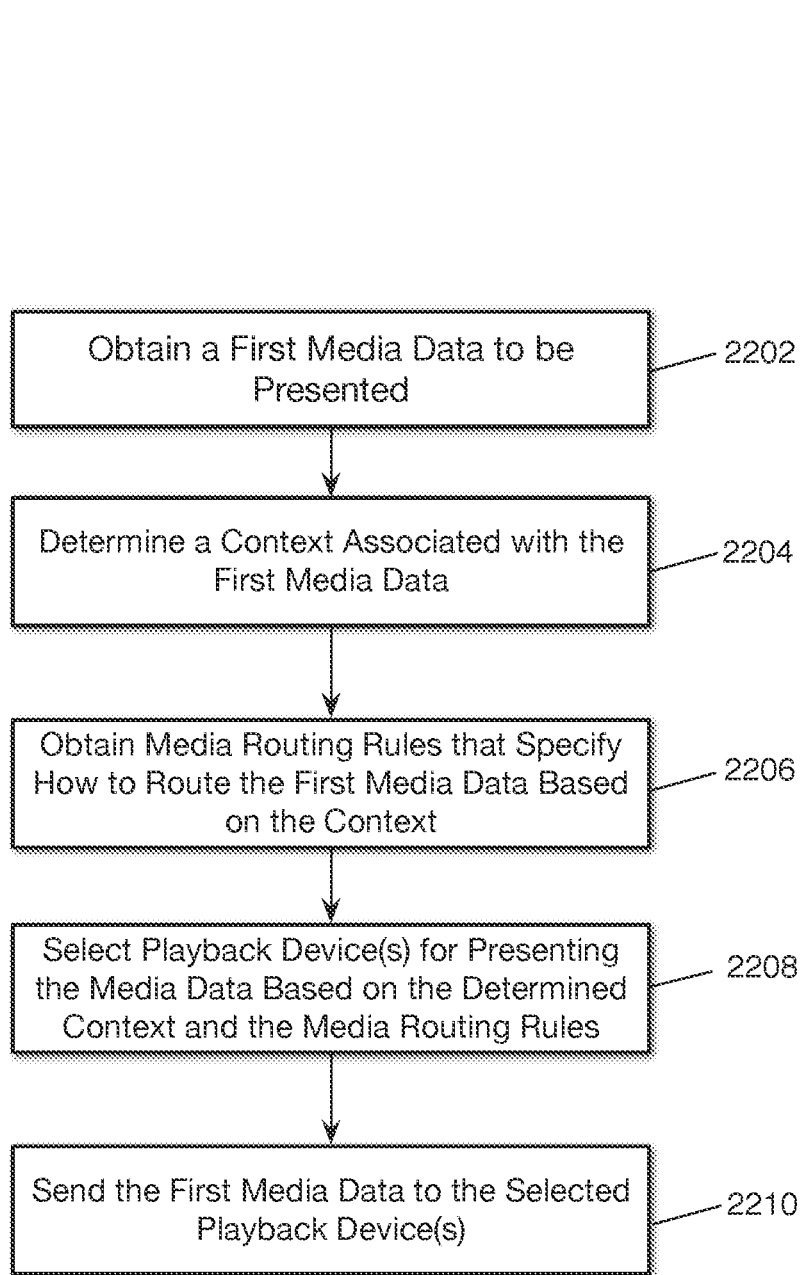 Obtain a First Media Data to be
Presented
2202
Determine a Context Associated with the
First Media Data
2204
Obtain Media Routing Rules that Specify
How to Route the First Media Data Based
on the Context
2206
Select Playback Device(s) for Presenting
the Media Data Based on the Determined
Context and the Media Routing Rules
2208
Send the First Media Data to the Selected
Playback Device(s)
2210